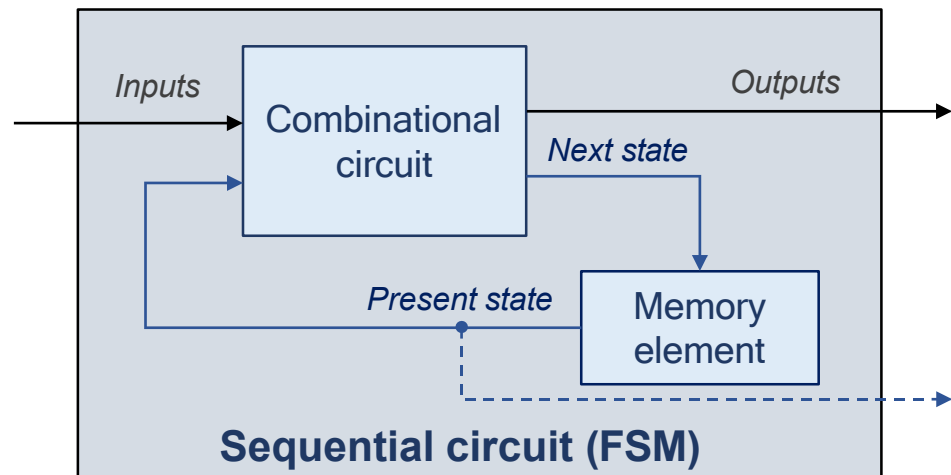 Inputs
Combinational
circuit
Outputs
Next state
Present state
Memory
element
Sequential circuit (FSM)